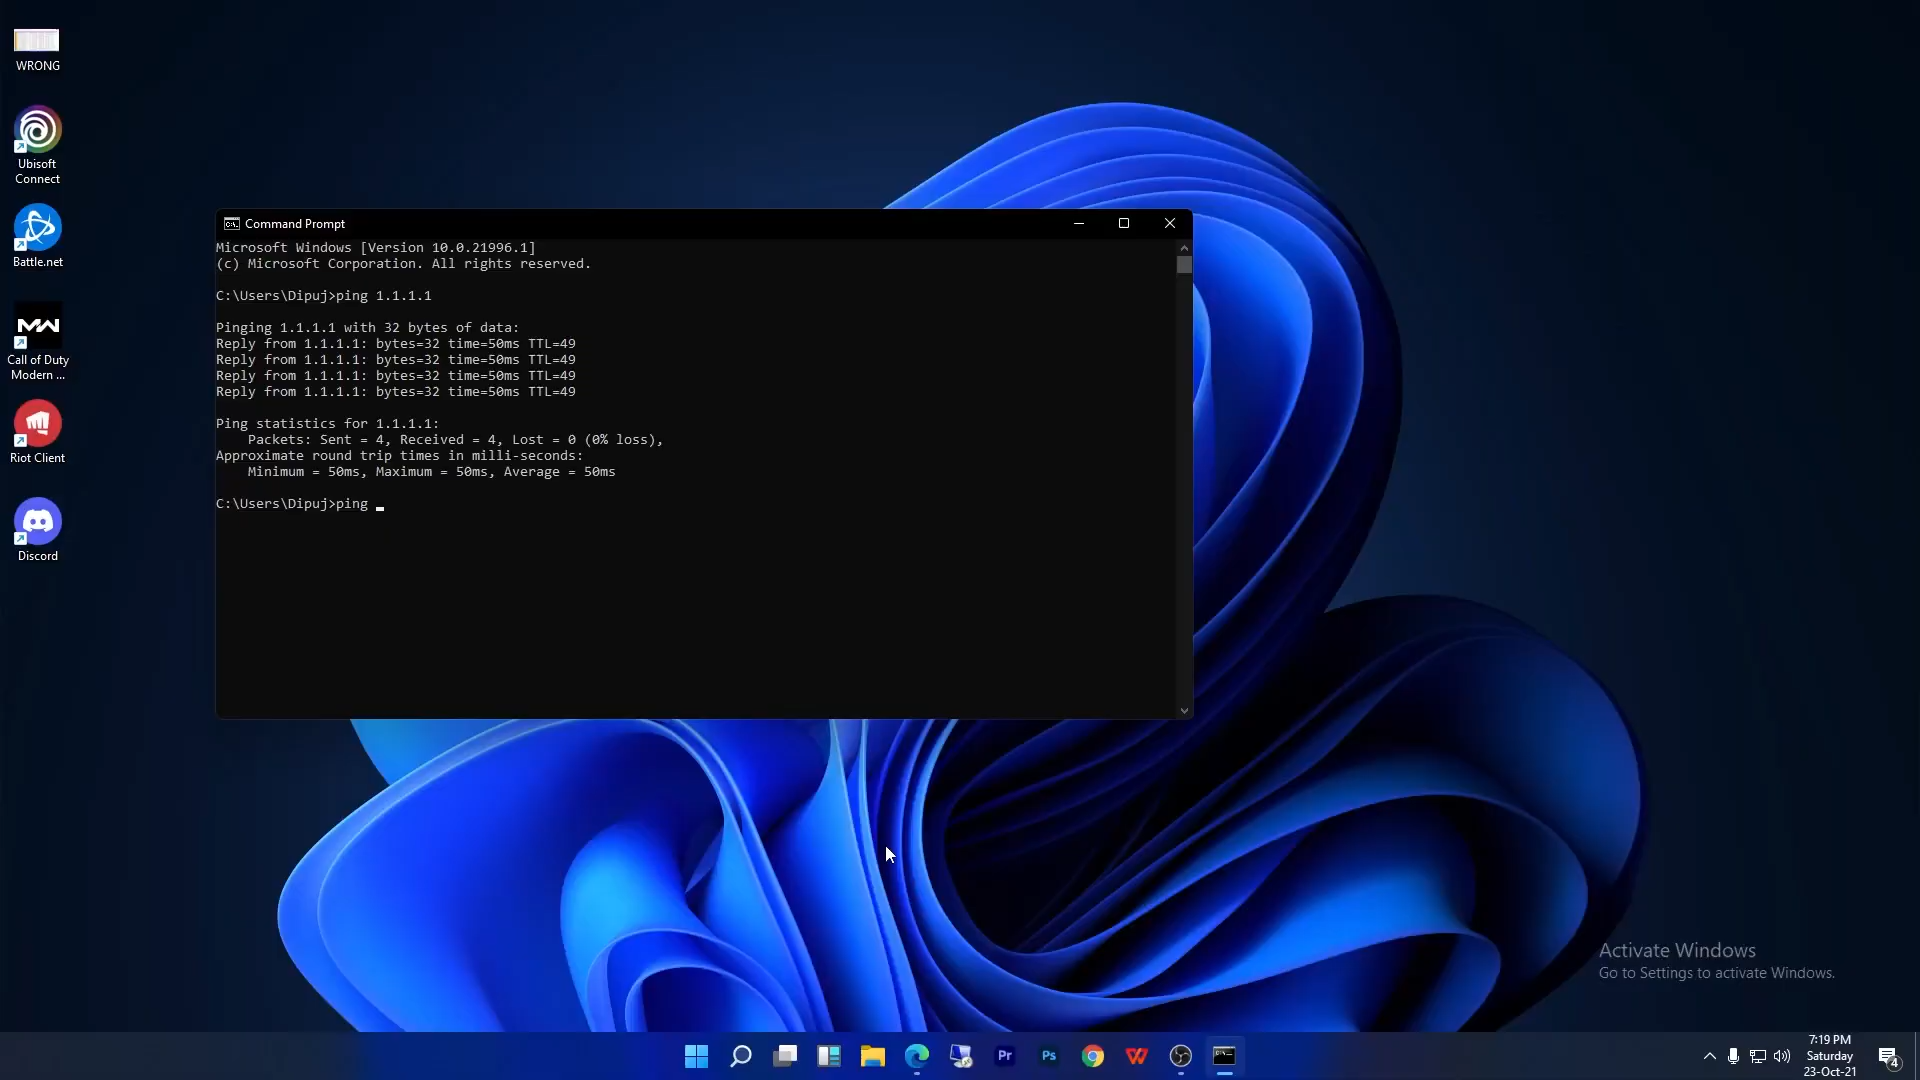 WRONG
Ubisoft
Connect
Battle.net
Call of Duty
Modern ...
Riot Client
Discord
Command Prompt
Microsoft Windows [Version 10.0.21996.1]
(c) Microsoft Corporation. All rights reserved.
C:\Users\Dipuj>ping 1.1.1.1
Pinging 1.1.1.1 with 32 bytes of data:
Reply from 1.1.1.1: bytes=32 time=50ms TTL=49
Reply from 1.1.1.1: bytes=32 time=50ms TTL=49
Reply from 1.1.1.1: bytes=32 time=50ms TTL=49
Reply from 1.1.1.1: bytes=32 time=50ms TTL=49
Ping statistics for 1.1.1.1:
Packets: Sent = 4, Received = 4, Lost = 0 (0% loss),
Approximate round trip times in milli-seconds:
Minimum = 50ms, Maximum = 50ms, Average = 50ms
C:\Users\Dipuj>ping
Activate Windows
Go to Settings to activate Windows.
Pr
Ps
7:19 PM
Saturday
23-Oct-21
4